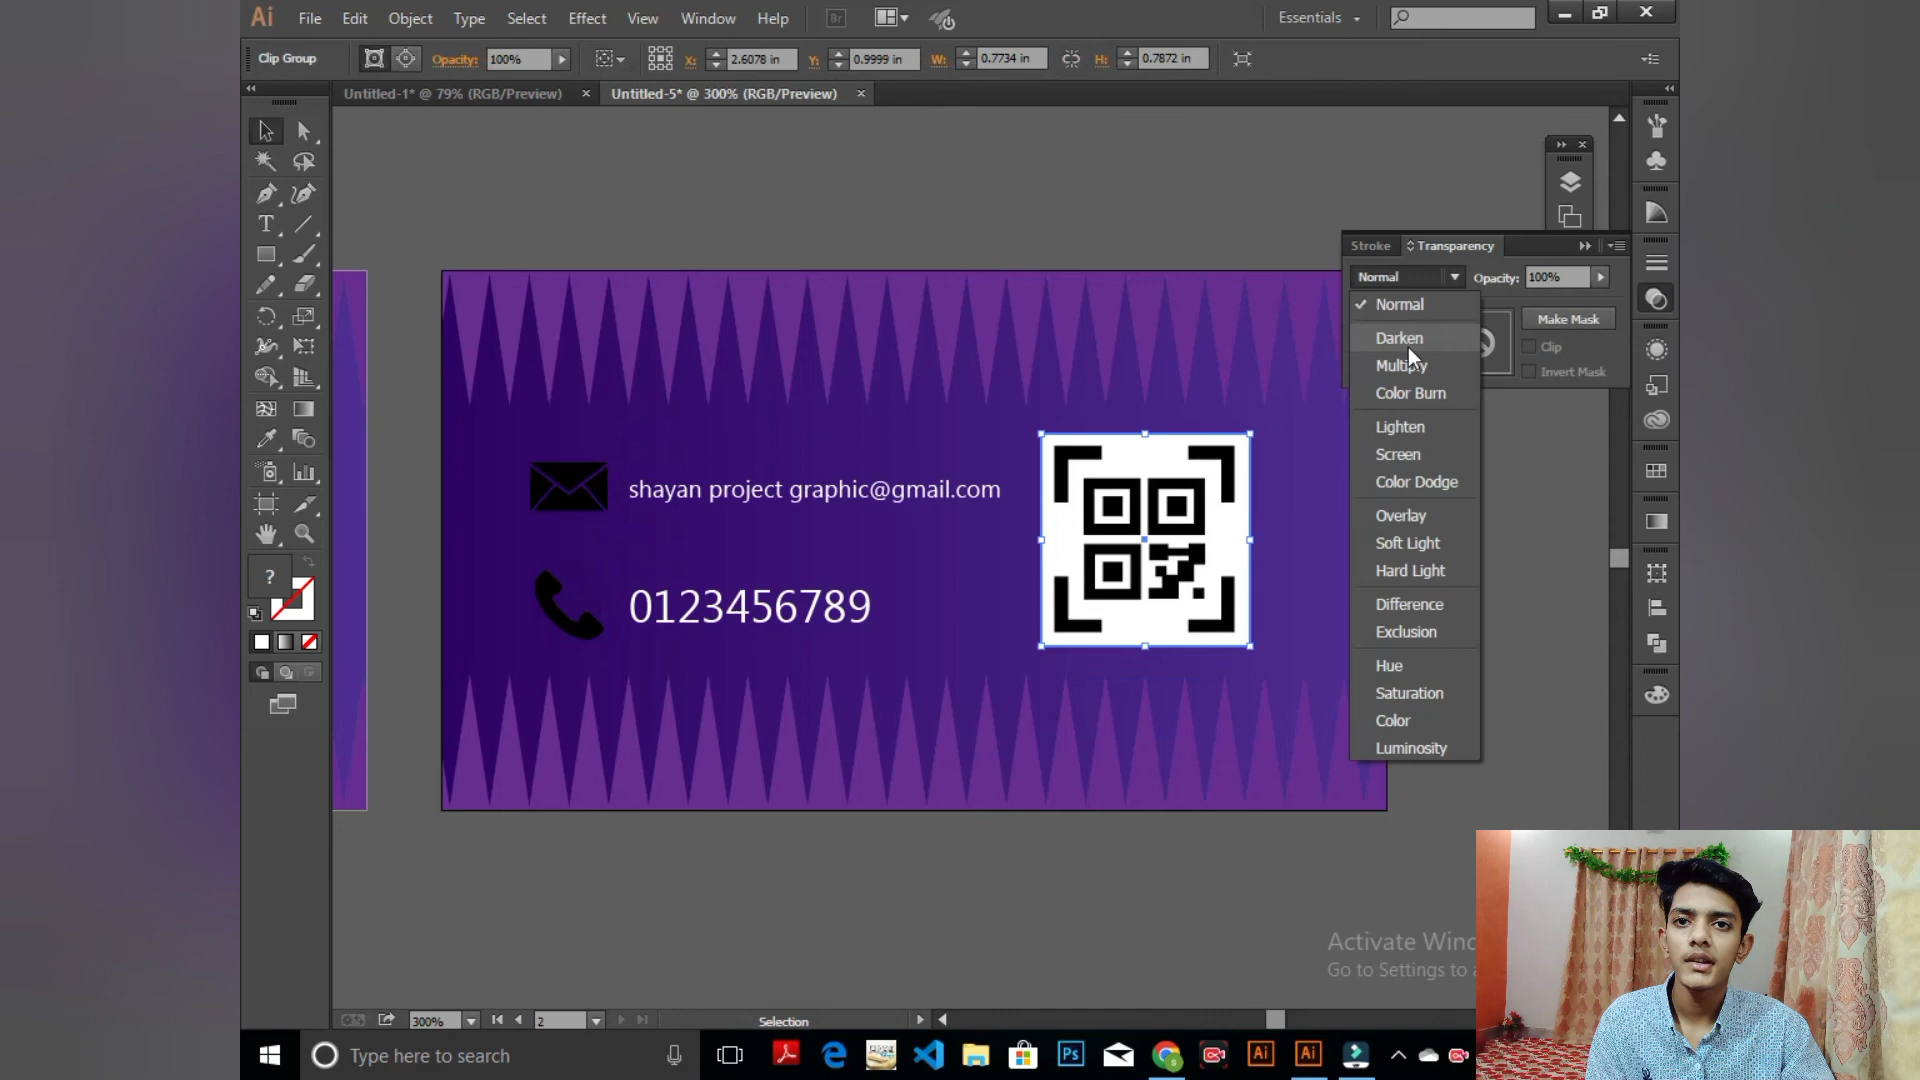 Ai File Edit Object Type Select Effect View Window Help Br Essentials
Clip Group Opacity: 100% X: 2.6078 in Y: 0.9999 in W: 0.7734 in H: 0.7872 in
Untitled-1* @ 79% (RGB/Preview) × Untitled-5* @ 300% (RGB/Preview) ×
Stroke Transparency
Normal Opacity: 100%
Normal
Make Mask
Darken
Clip
Multiply
Invert Mask
Color Burn
Lighten
Screen
Color Dodge
Overlay
Soft Light
Hard Light
Difference
Exclusion
Hue
Saturation
Color
Luminosity
shayan project graphic@gmail.com
0123456789
T
?
Activate Wind
Go to Settings to a
300% 2 Selection
Type here to search
Ps Ai Ai